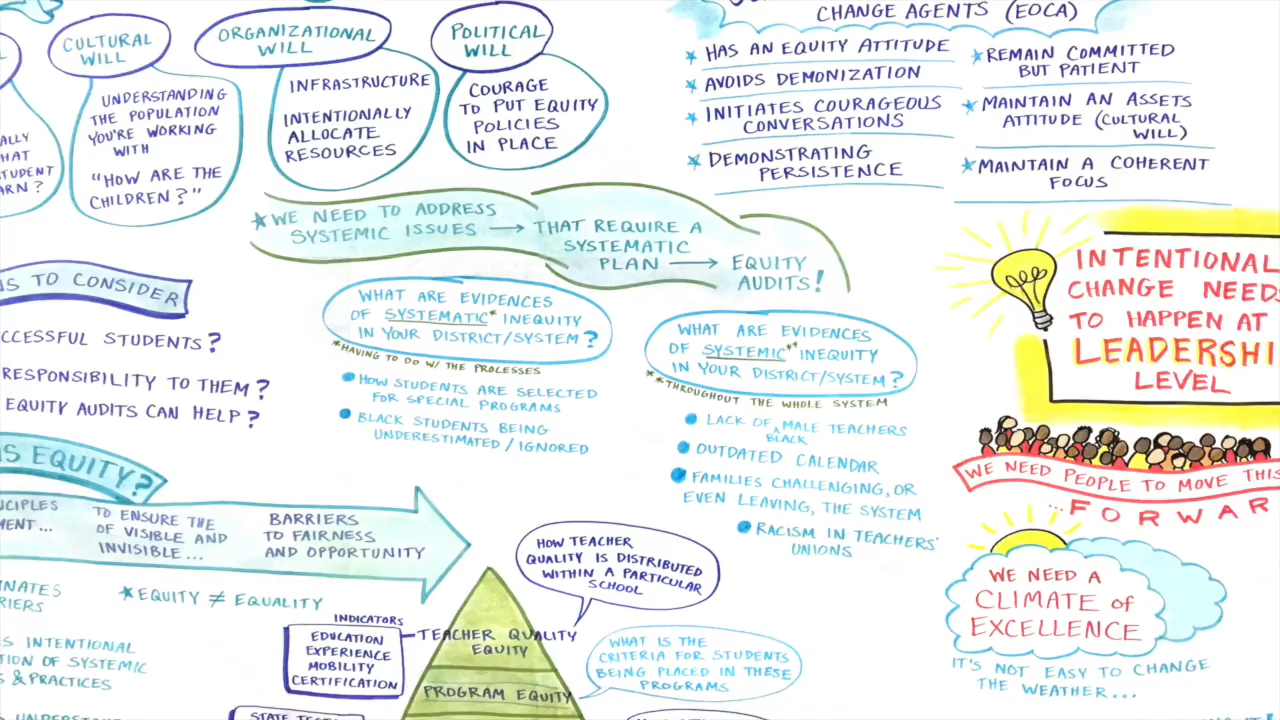 CULTURAL
WILL
UNDERSTANDING
THE POPULATION
YOU'RE WORKING
WITH
"HOW ARE THE
CHILDREN?"
ORGANIZATIONAL
WILL
INFRASTRUCTURE
INTENTIONALLY
ALLOCATE
RESOURCES
POLITICAL
WILL
COURAGE
TO PUT EQUITY
POLICIES
IN PLACE
CHANGE AGENTS (EOCA)
* HAS AN EQUITY ATTITUDE
* AVOIDS DEMONIZATION
* INITIATES COURAGEOUS
CONVERSATIONS
* DEMONSTRATING
PERSISTENCE
* REMAIN COMMITTED
BUT PATIENT
* MAINTAIN AN ASSETS
ATTITUDE (CULTURAL
WILL)
* MAINTAIN A COHERENT
FOCUS
* WE NEED TO ADDRESS
SYSTEMIC ISSUES → THAT REQUIRE A
SYSTEMATIC
PLAN → EQUITY
AUDITS!
TO CONSIDER
CCESSFUL STUDENTS?
RESPONSIBILITY TO THEM?
EQUITY AUDITS CAN HELP?
WHAT ARE EVIDENCES
OF SYSTEMATIC* INEQUITY
IN YOUR DISTRICT/SYSTEM?
*HAVING TO DO W/ THE PROCESSES
HOW STUDENTS ARE SELECTED
FOR SPECIAL PROGRAMS
BLACK STUDENTS BEING
UNDERESTIMATED / IGNORED
WHAT ARE EVIDENCES
OF SYSTEMIC** INEQUITY
IN YOUR DISTRICT/SYSTEM?
**THROUGHOUT THE WHOLE SYSTEM
LACK OF ^ MALE TEACHERS
BLACK
OUTDATED CALENDAR
FAMILIES CHALLENGING, OR
EVEN LEAVING, THE SYSTEM
RACISM IN TEACHERS'
UNIONS
INTENTIONAL
CHANGE NEEDS
TO HAPPEN AT
LEADERSHI
LEVEL
WE NEED PEOPLE TO MOVE THIS
...FORWAR
WE NEED A
CLIMATE of
EXCELLENCE
IT'S NOT EASY TO CHANGE
THE WEATHER...
IS EQUITY?
TO ENSURE THE
OF VISIBLE AND
INVISIBLE...
BARRIERS
TO FAIRNESS
AND OPPORTUNITY
* EQUITY ≠ EQUALITY
INTENTIONAL
OF SYSTEMIC
& PRACTICES
INDICATORS
EDUCATION
EXPERIENCE
MOBILITY
CERTIFICATION
TEACHER QUALITY
EQUITY
PROGRAM EQUITY
HOW TEACHER
QUALITY IS DISTRIBUTED
WITHIN A PARTICULAR
SCHOOL
WHAT IS THE
CRITERIA FOR STUDENTS
BEING PLACED IN THESE
PROGRAMS